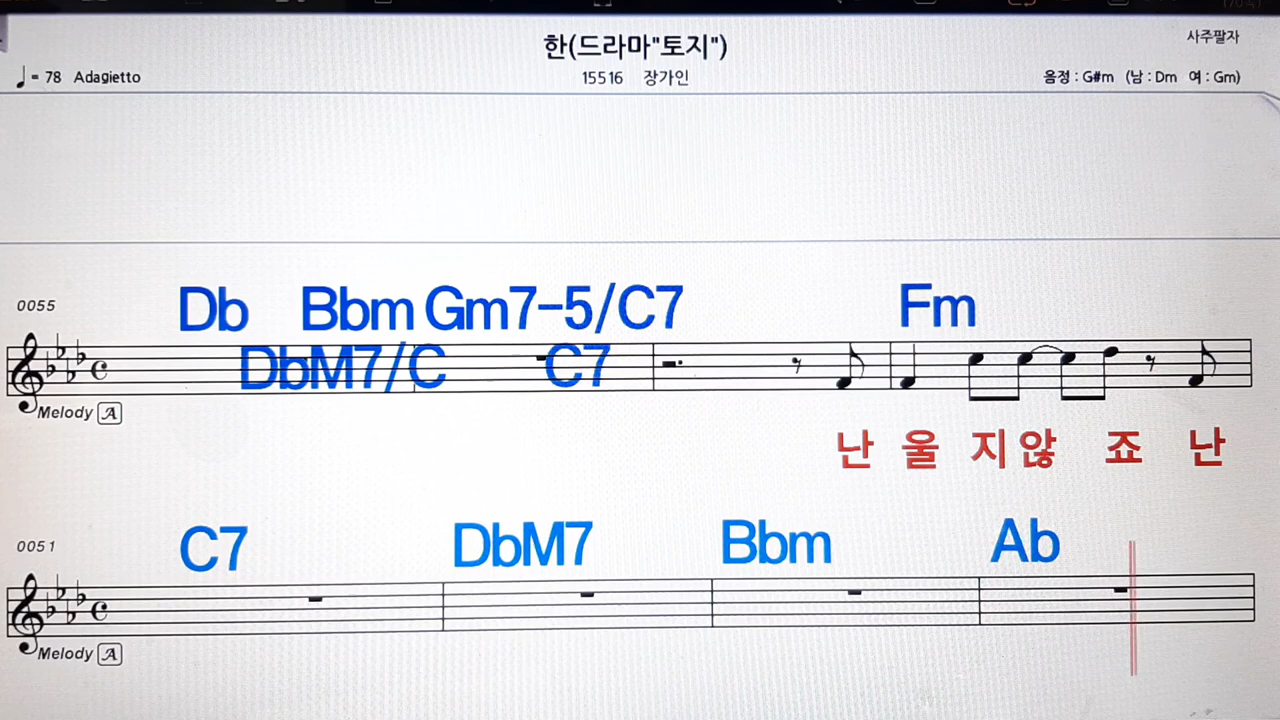 한(드라마"토지")
사주팔자
♩= 78 Adagietto
15516 장가인
음정 : G#m (남 : Dm 여 : Gm)
0055
Db Bbm Gm7-5/C7 Fm
DbM7/C C7
Melody A
난 울 지 않 죠 난
0051
C7 DbM7 Bbm Ab
Melody A